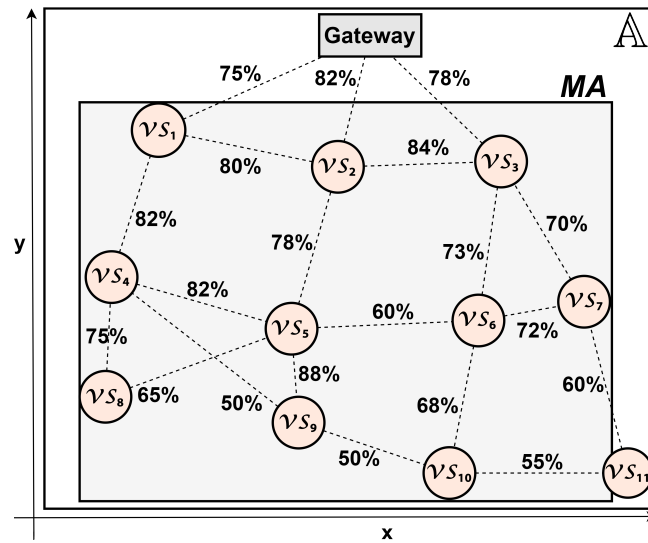 𝔸
Gateway
75%
82%
78%
MA
𝒱𝒮₁
80%
𝒱𝒮₂
84%
𝒱𝒮₃
82%
78%
73%
70%
y
𝒱𝒮₄
82%
𝒱𝒮₅
60%
𝒱𝒮₆
72%
𝒱𝒮₇
75%
88%
60%
𝒱𝒮₈
65%
50%
𝒱𝒮₉
68%
50%
𝒱𝒮₁₀
55%
𝒱𝒮₁₁
x